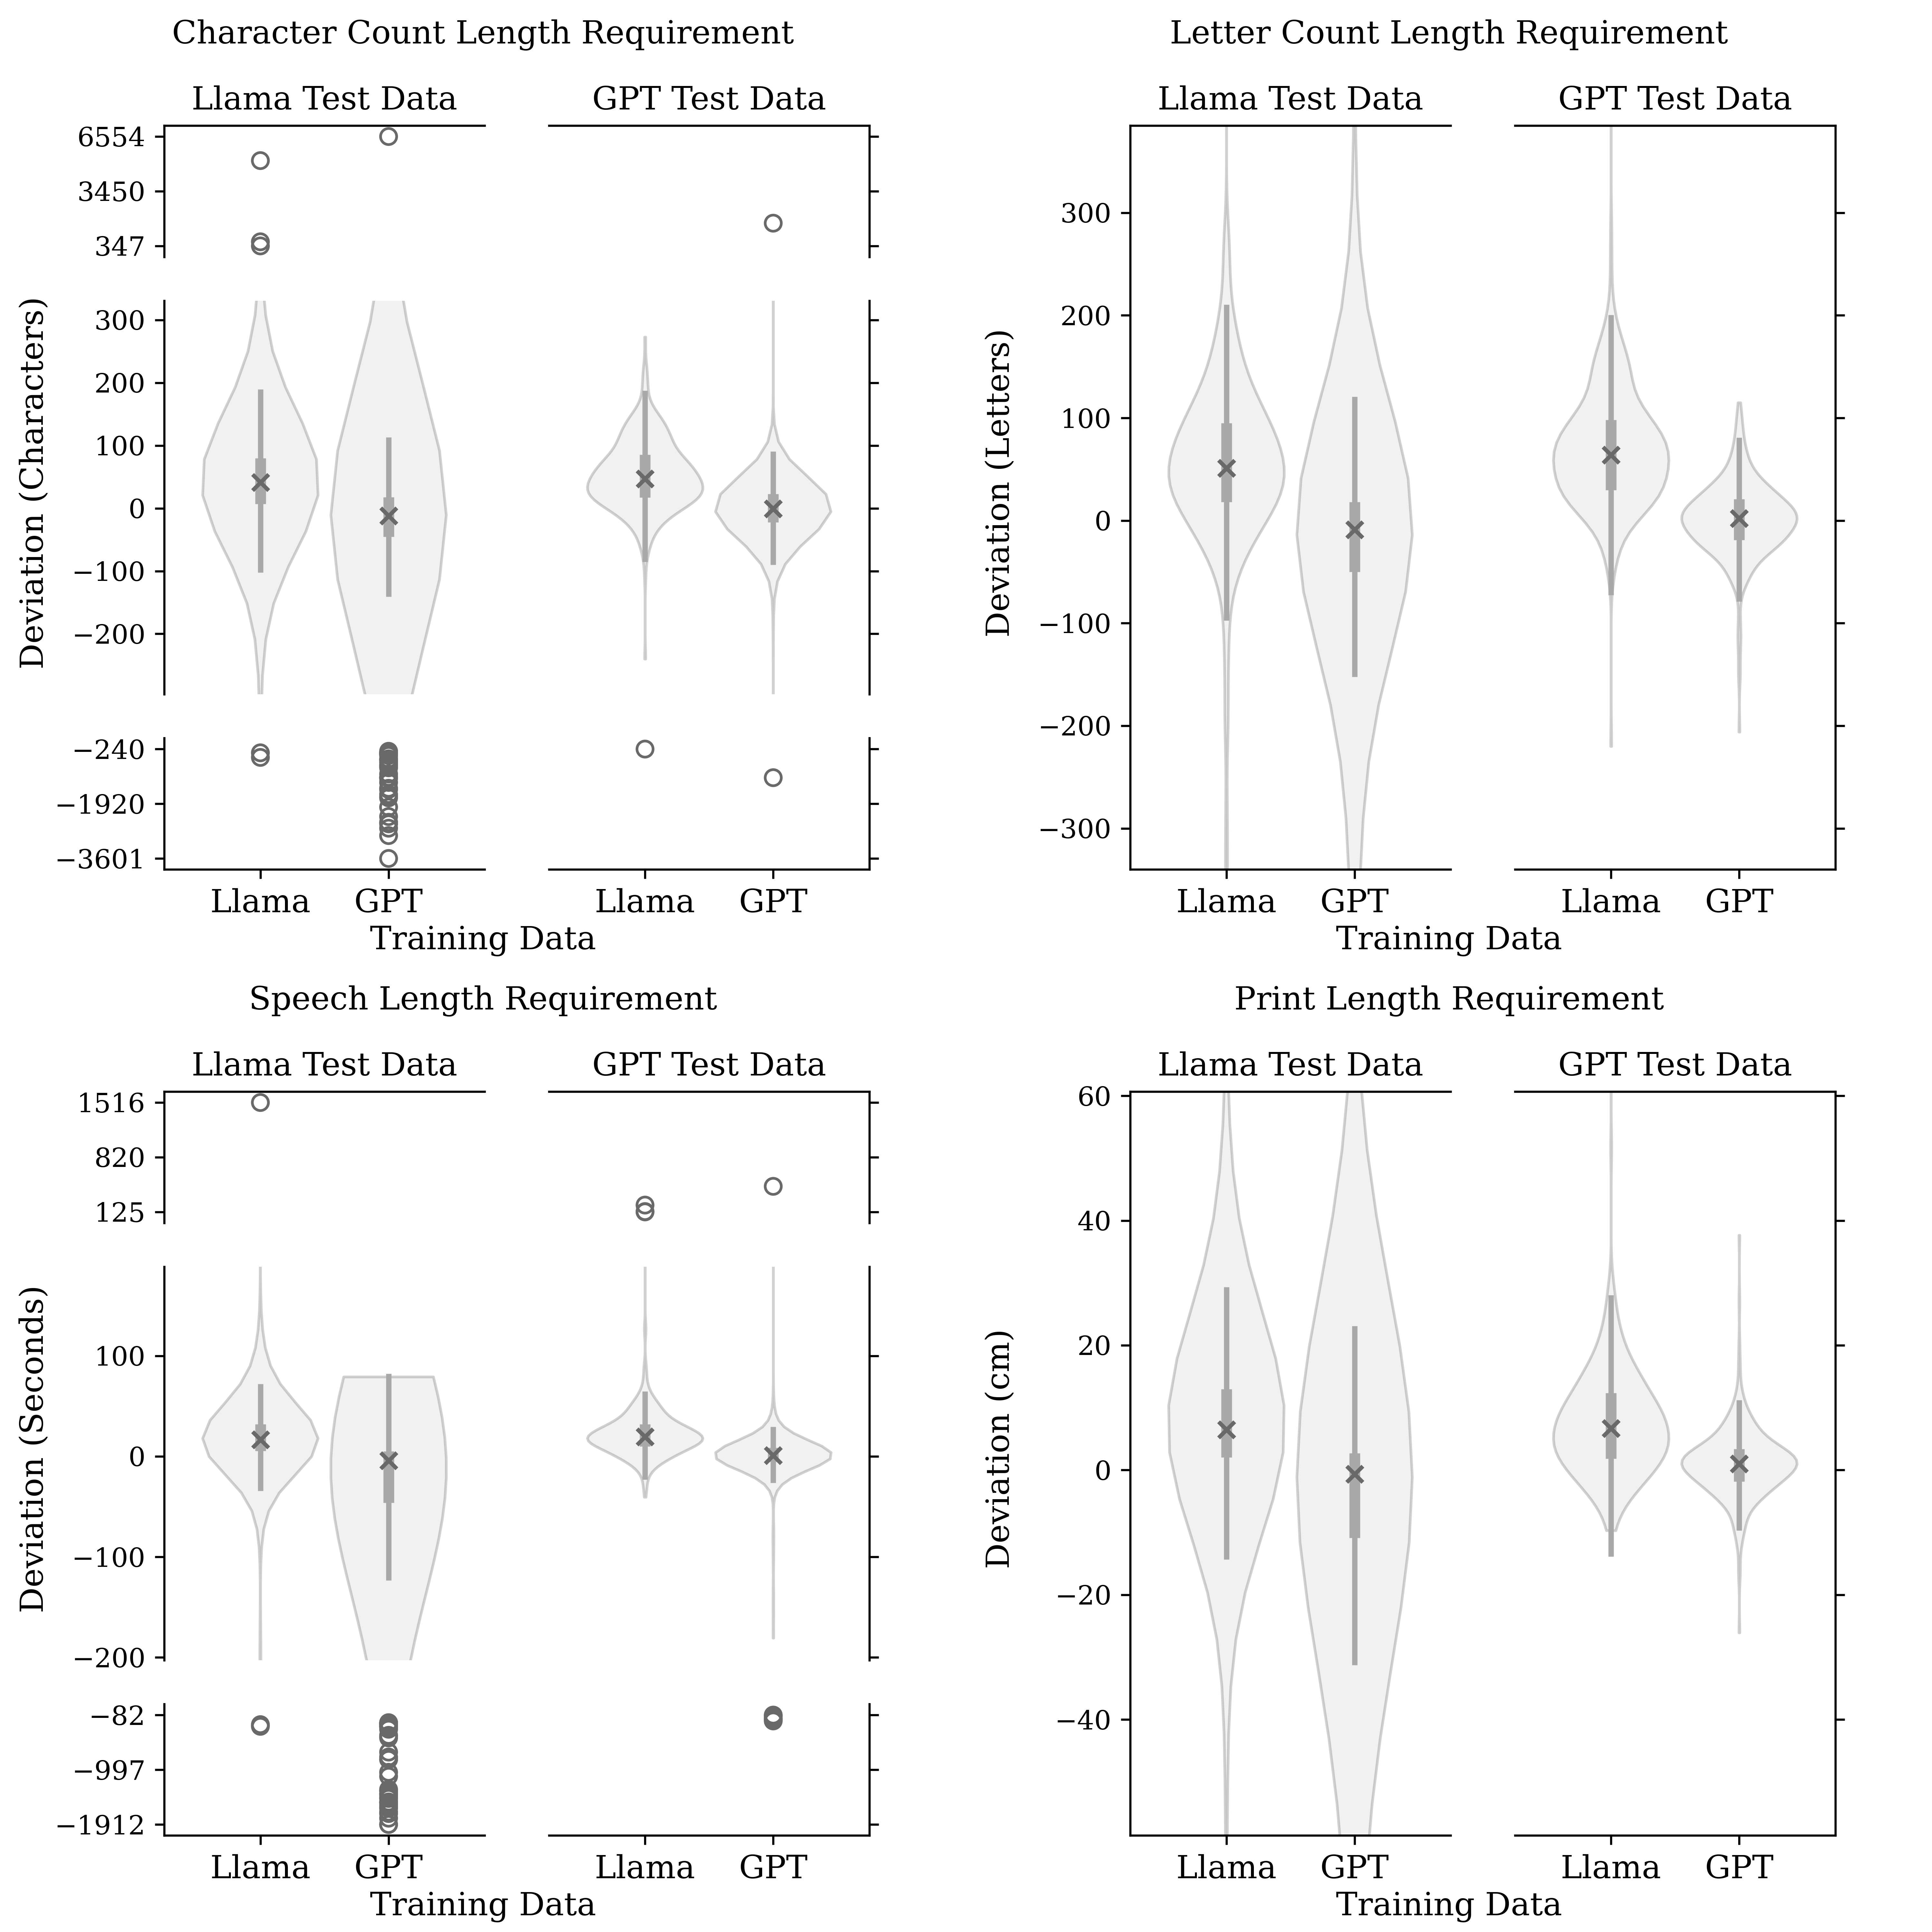 Character Count Length Requirement
Llama Test Data
GPT Test Data
6554
3450
347
300
200
100
0
−100
−200
−240
−1920
−3601
Deviation (Characters)
Llama
GPT
Llama
GPT
Training Data
Letter Count Length Requirement
Llama Test Data
GPT Test Data
300
200
100
0
−100
−200
−300
Deviation (Letters)
Llama
GPT
Llama
GPT
Training Data
Speech Length Requirement
Llama Test Data
GPT Test Data
1516
820
125
100
0
−100
−200
−82
−997
−1912
Deviation (Seconds)
Llama
GPT
Llama
GPT
Training Data
Print Length Requirement
Llama Test Data
GPT Test Data
60
40
20
0
−20
−40
Deviation (cm)
Llama
GPT
Llama
GPT
Training Data